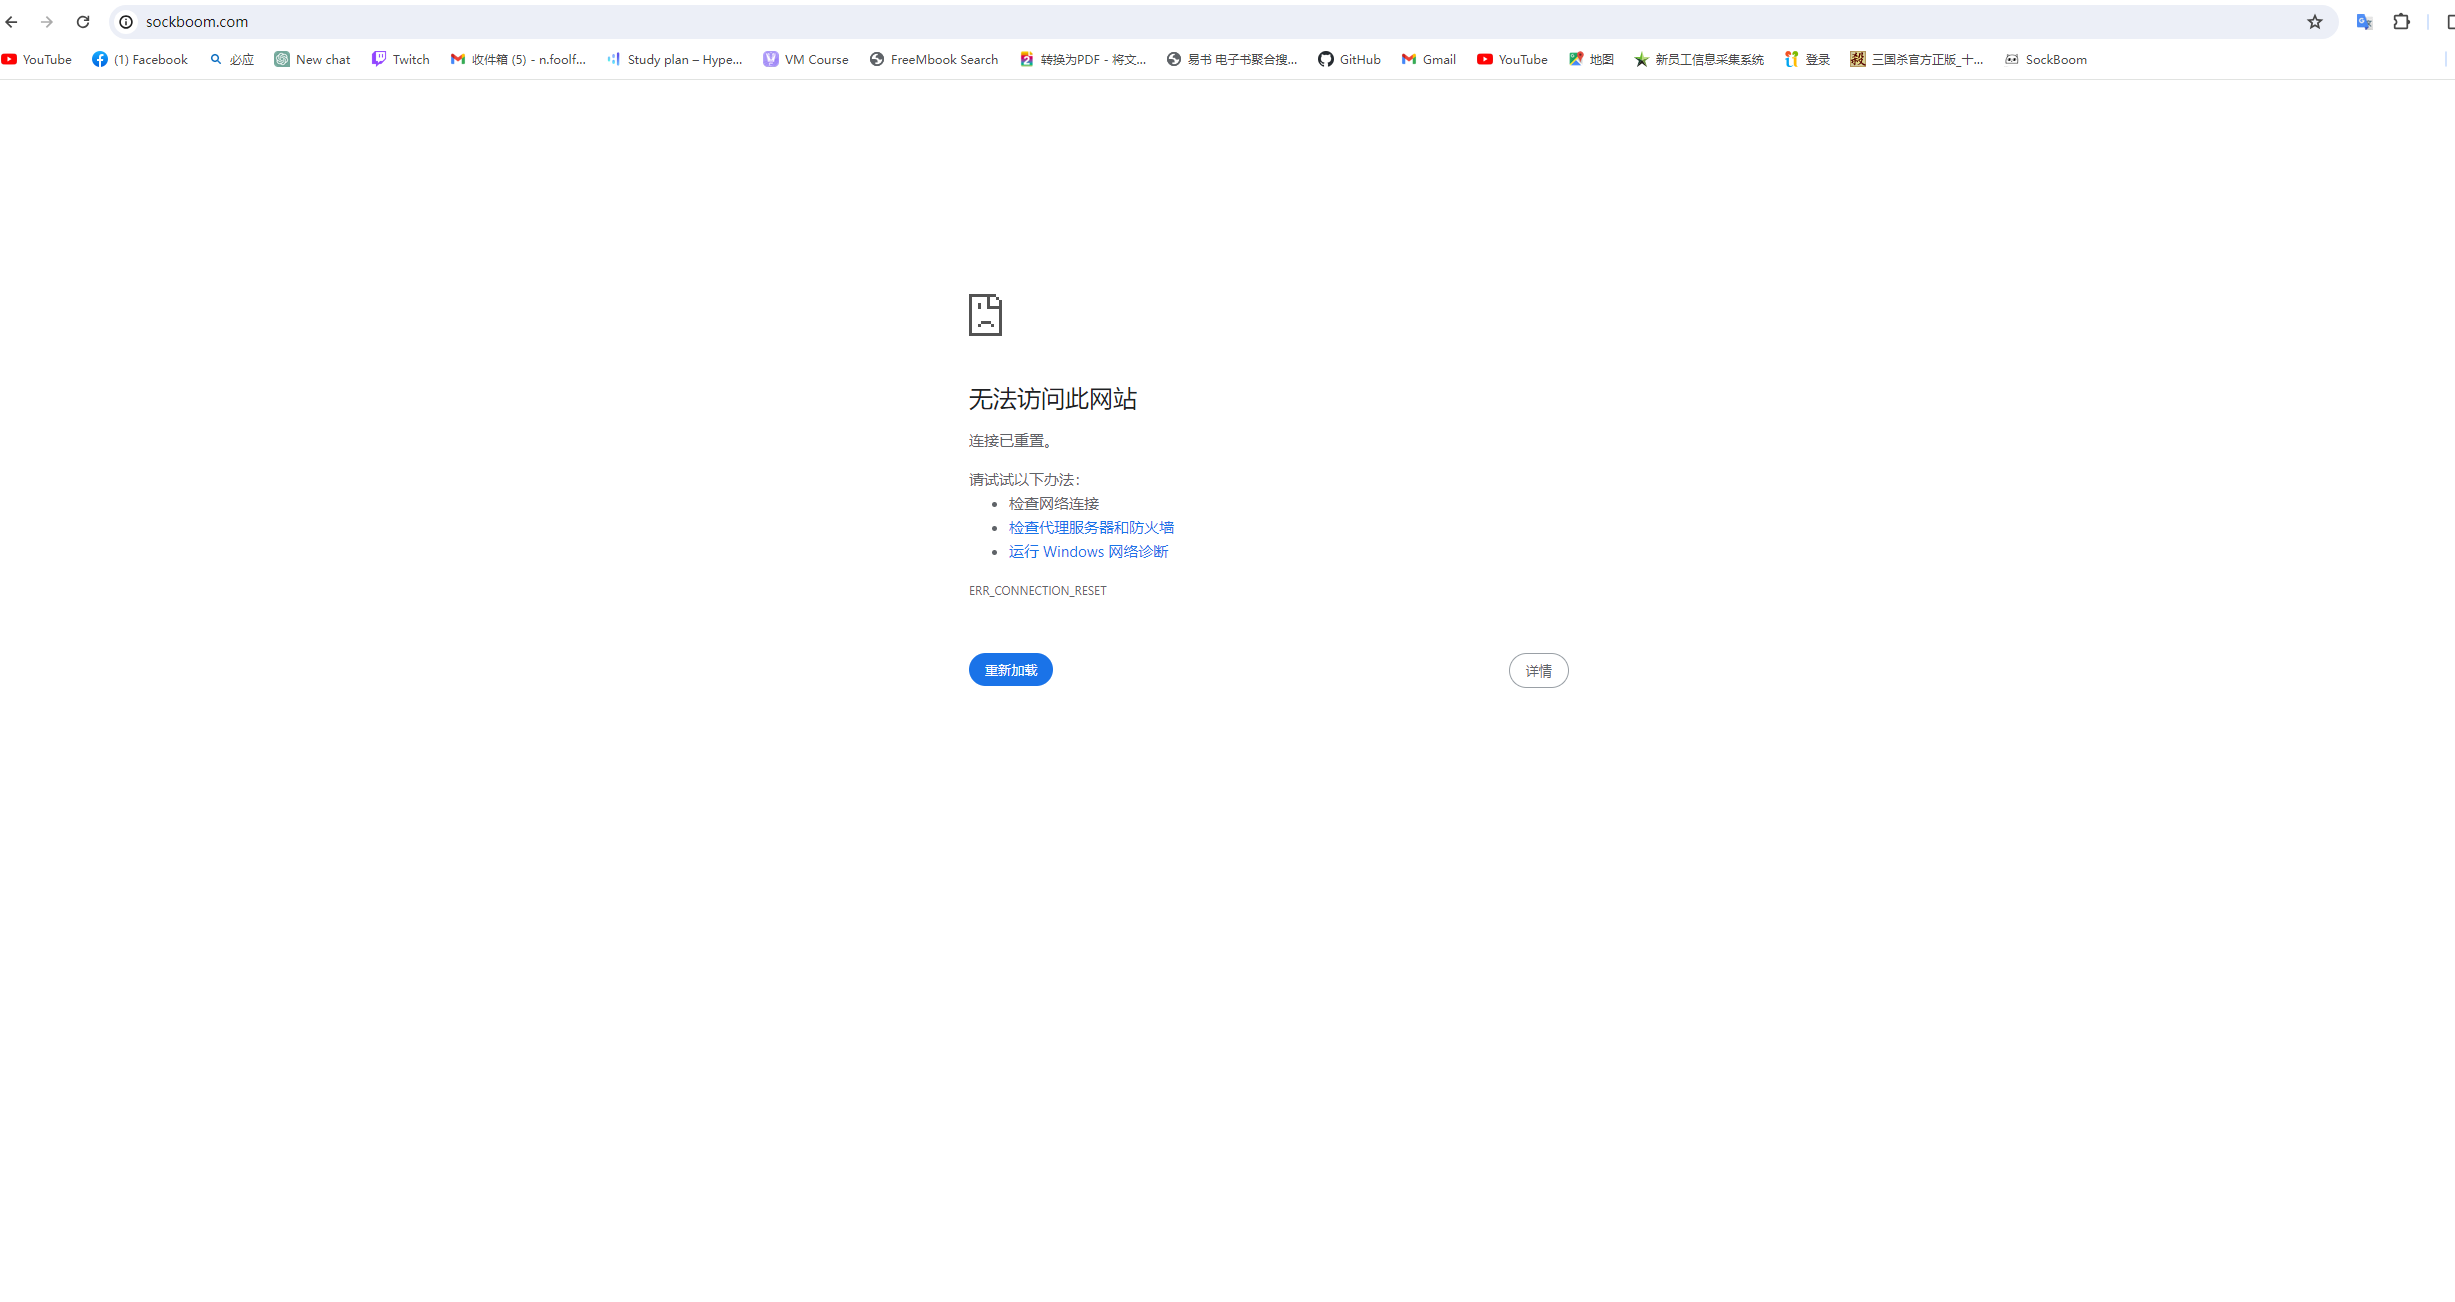 sockboom.com
YouTube (1) Facebook 必应 New chat Twitch 收件箱 (5) - n.foolf... Study plan – Hype... VM Course FreeMbook Search 转换为PDF - 将文... 易书 电子书聚合搜... GitHub Gmail YouTube 地图 新员工信息采集系统 登录 三国杀官方正版_十... SockBoom
无法访问此网站
连接已重置。
请试试以下办法：
检查网络连接
检查代理服务器和防火墙
运行 Windows 网络诊断
ERR_CONNECTION_RESET
重新加载 详情